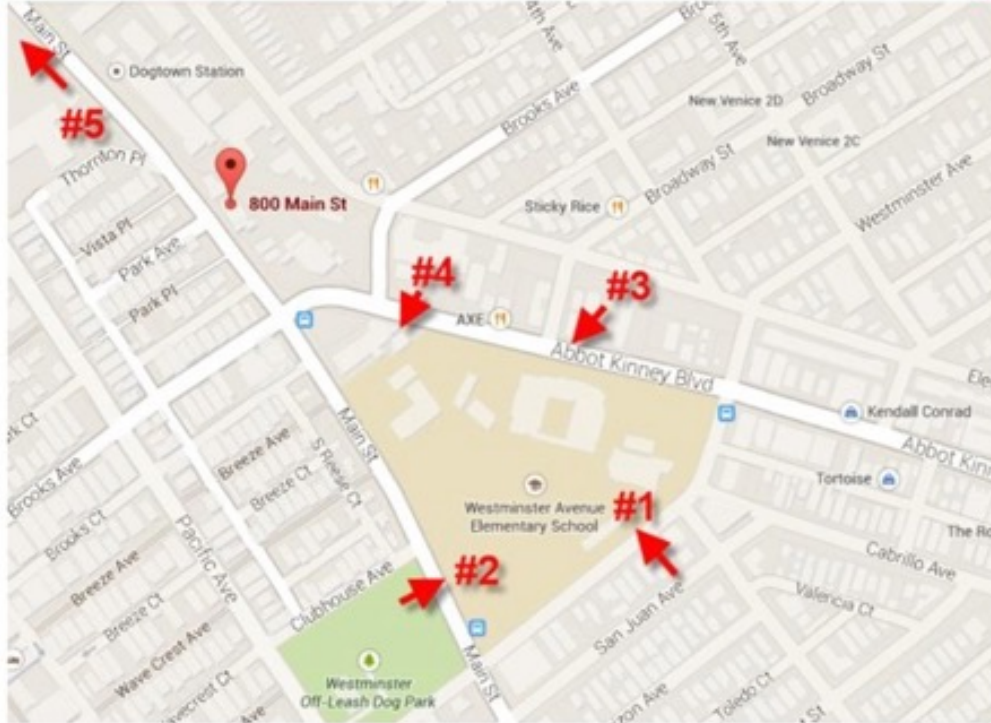 Main St
Dogtown Station
#5
Thornton Pl
800 Main St
Vista Pl
Park Ave
Park Pl
4th Ave
5th Ave
Brooks Ave
Broadway St
New Venice 2D
New Venice 2C
Sticky Rice
Broadway St
Westminster Ave
#4
#3
AXE
Abbot Kinney Blvd
Kendall Conrad
Tortoise
Main St
Breeze Ave
S Reese Ct
Breeze Ct
Brooks Ave
Brooks Ct
Breeze Ave
Breeze Ct
Wave Crest Ave
Pacific Ave
Clubhouse Ave
Westminster Avenue
Elementary School
#1
#2
Cabrillo Ave
Valencia Ct
San Juan Ave
Main St
Westminster
Off-Leash Dog Park
Toledo Ct